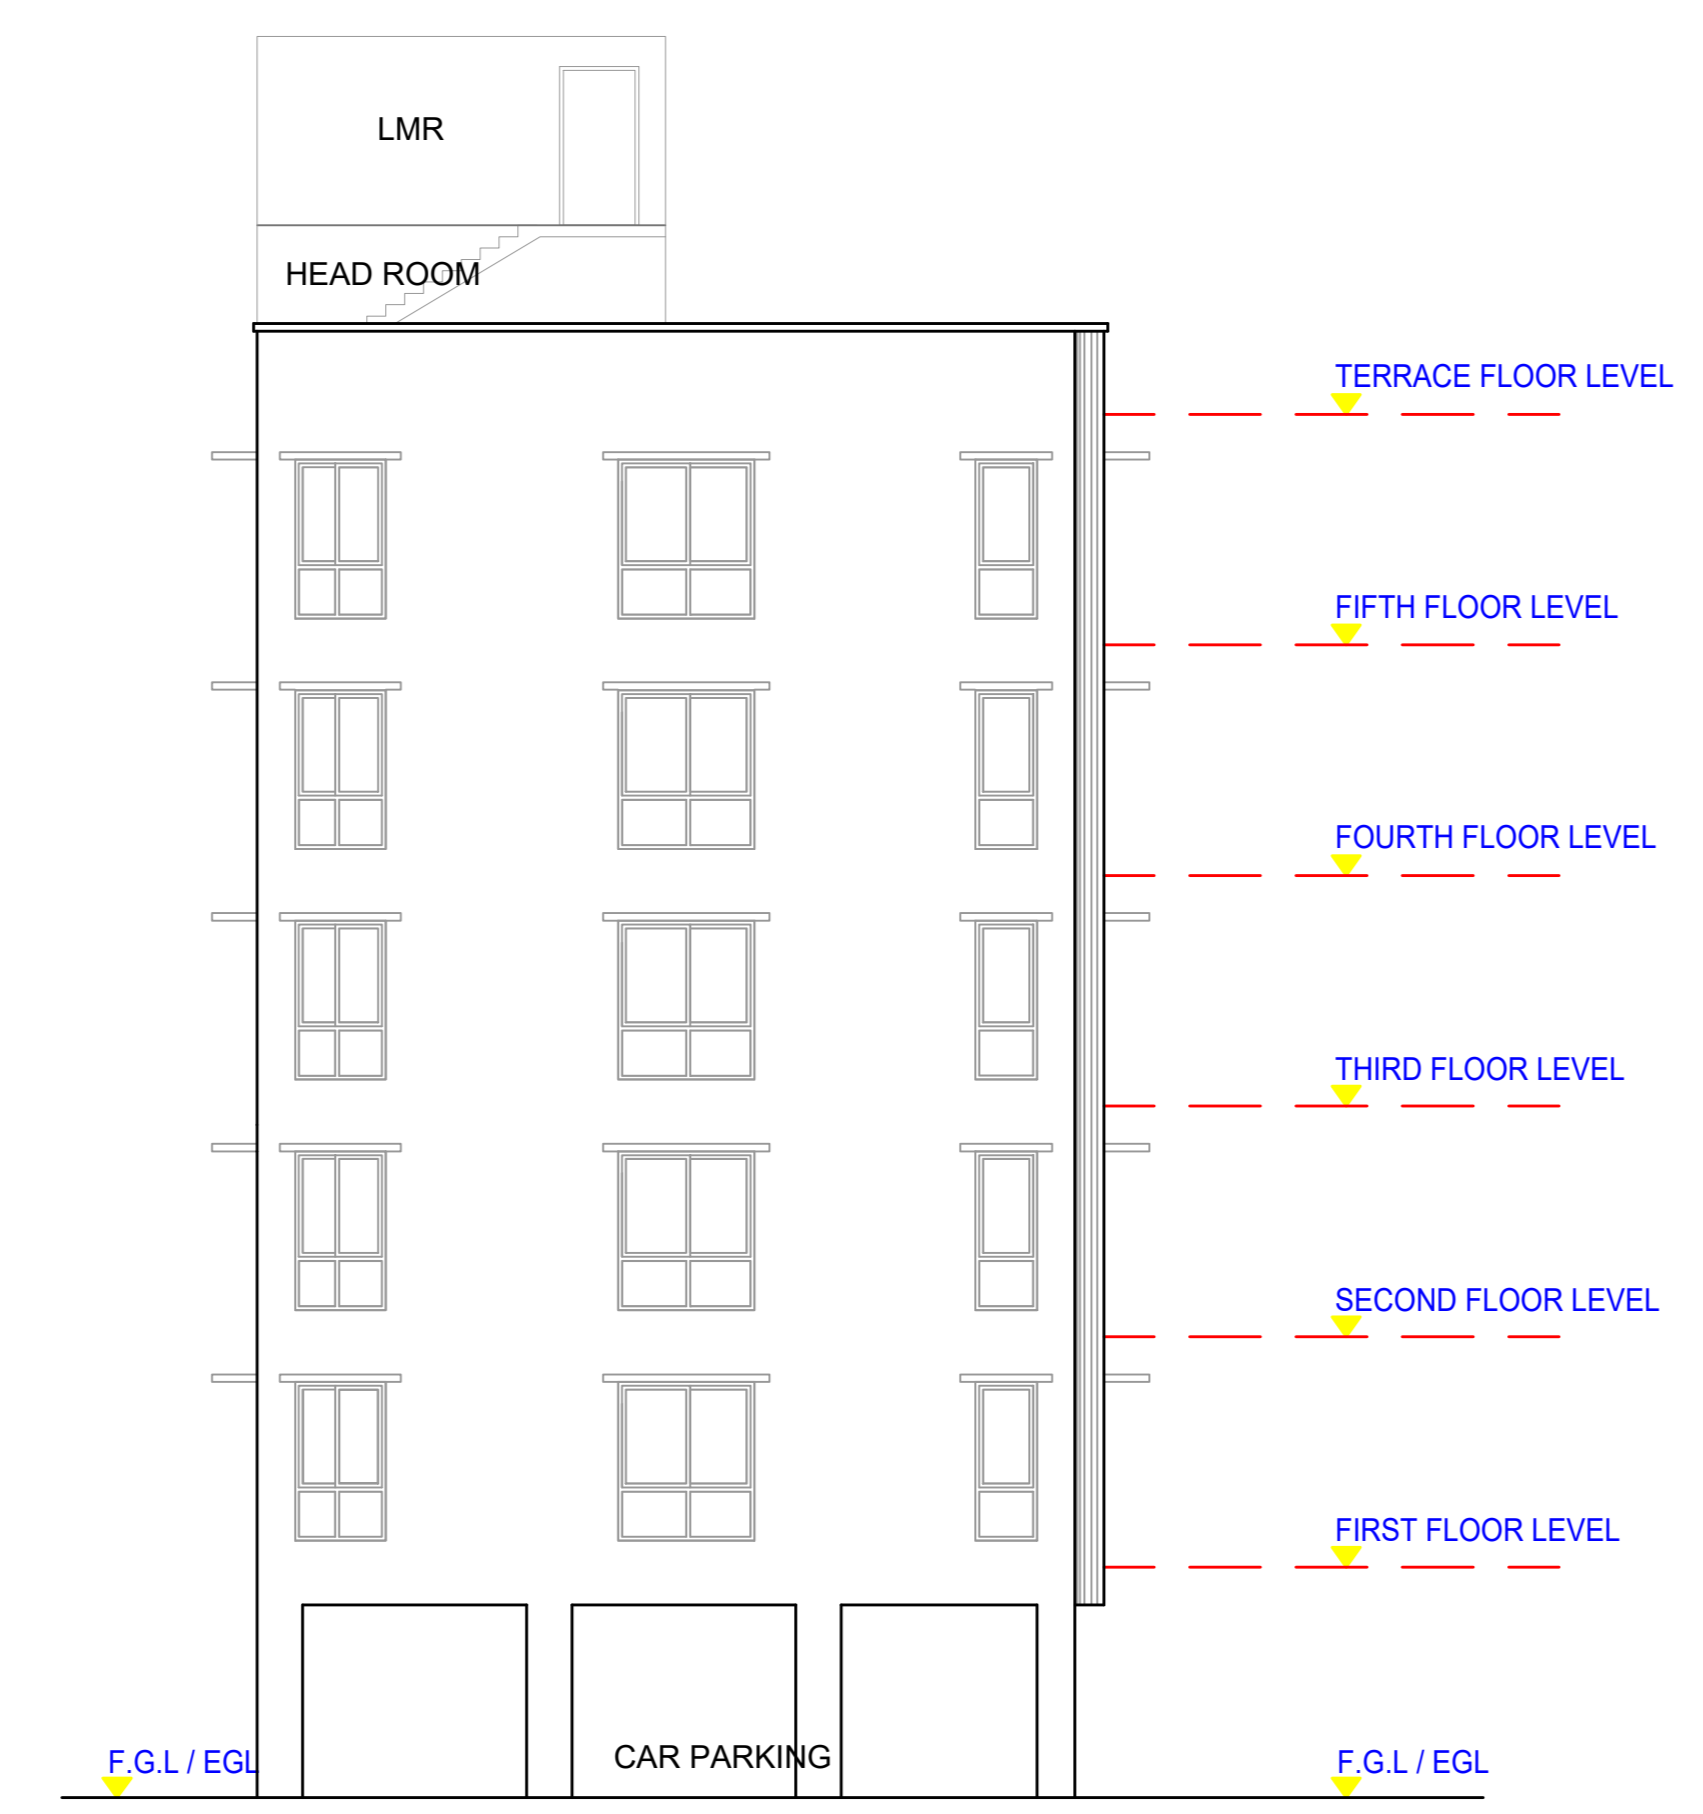 LMR
HEAD ROOM
TERRACE FLOOR LEVEL
FIFTH FLOOR LEVEL
FOURTH FLOOR LEVEL
THIRD FLOOR LEVEL
SECOND FLOOR LEVEL
FIRST FLOOR LEVEL
F.G.L / EGL
CAR PARKING
F.G.L / EGL